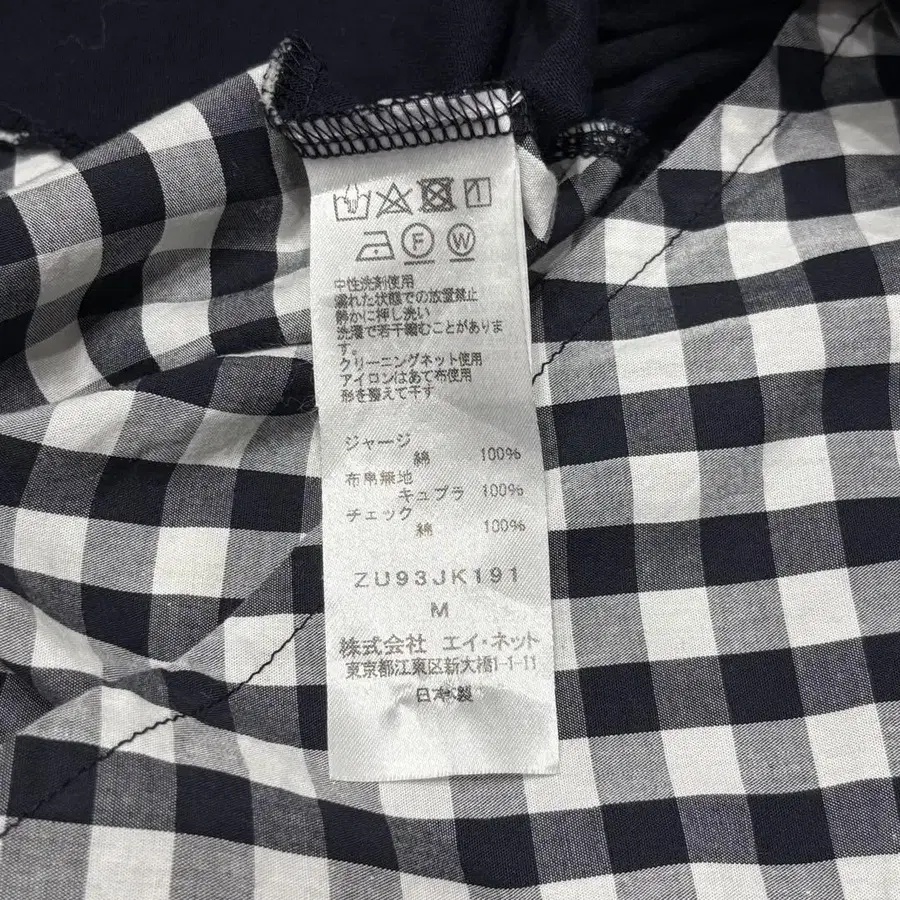 F W
中性洗剤使用
濡れた状態での放置禁止
静かに押し洗い
洗濯で若干縮むことがありま
す。
クリーニングネット使用
アイロンはあて布使用
形を整えて干す
ジャージ
綿 100%
布帛無地
キュプラ 100%
チェック
綿 100%
ZU93JK191
M
株式会社 エイ・ネット
東京都江東区新大橋1-1-11
日本製